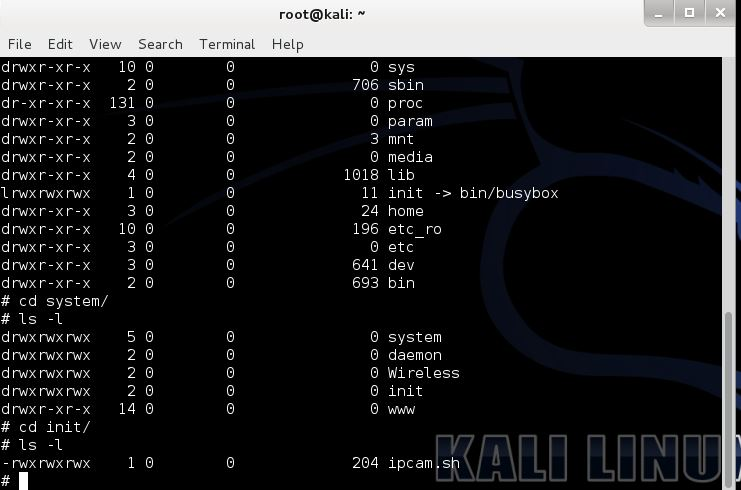 root@kali: ~
File Edit View Search Terminal Help
drwxr-xr-x 10 0 0 0 sys
drwxr-xr-x 2 0 0 706 sbin
dr-xr-xr-x 131 0 0 0 proc
drwxr-xr-x 3 0 0 0 param
drwxr-xr-x 2 0 0 3 mnt
drwxr-xr-x 2 0 0 0 media
drwxr-xr-x 4 0 0 1018 lib
lrwxrwxrwx 1 0 0 11 init -> bin/busybox
drwxr-xr-x 3 0 0 24 home
drwxr-xr-x 10 0 0 196 etc_ro
drwxr-xr-x 3 0 0 0 etc
drwxr-xr-x 3 0 0 641 dev
drwxr-xr-x 2 0 0 693 bin
# cd system/
# ls -l
drwxrwxrwx 5 0 0 0 system
drwxrwxrwx 2 0 0 0 daemon
drwxrwxrwx 2 0 0 0 Wireless
drwxrwxrwx 2 0 0 0 init
drwxr-xr-x 14 0 0 0 www
# cd init/
# ls -l
-rwxrwxrwx 1 0 0 204 ipcam.sh
#
KALI LINU